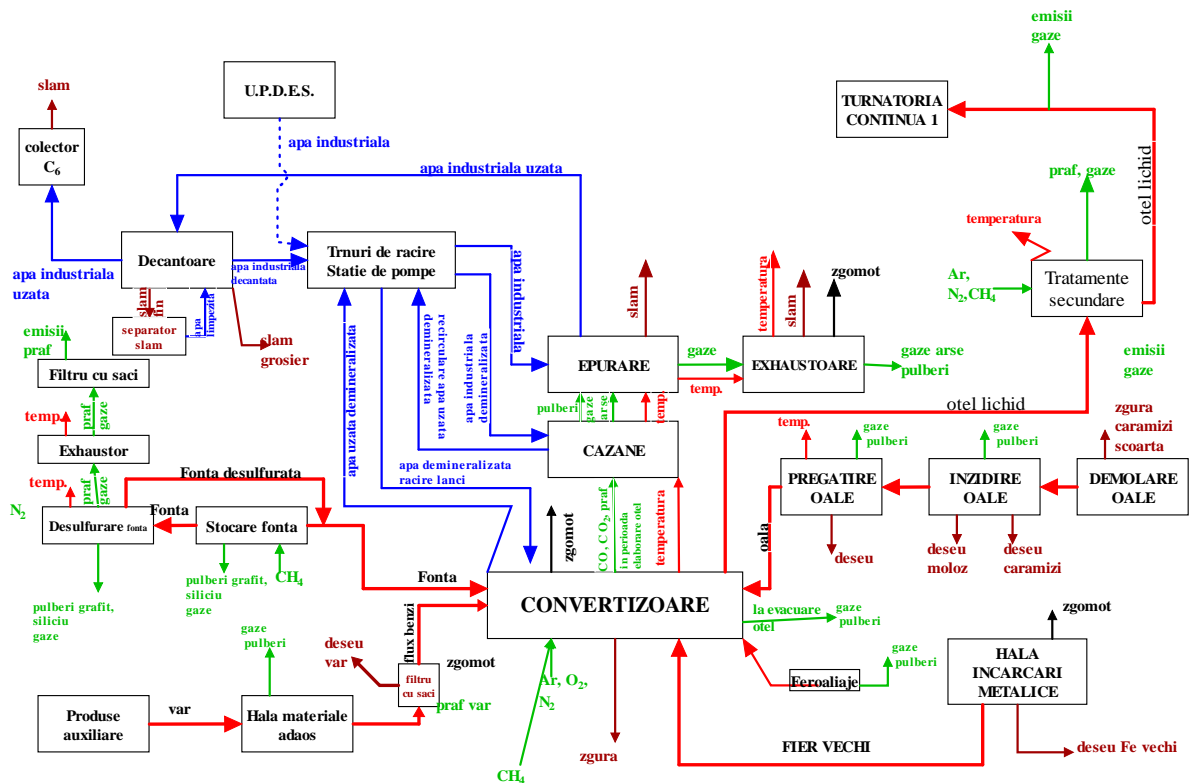 emisii
gaze
slam
U.P.D.E.S.
TURNATORIA
CONTINUA 1
colector
C₆
apa industriala
apa industriala uzata
otel lichid
praf, gaze
temperatura
Decantoare
Trnuri de racire
Statie de pompe
apa industriala
decantata
apa industriala
uzata
apa industriala
temperatura
slam
zgomot
Ar,
N₂,CH₄
Tratamente
secundare
slam
fin
apa
limpezita
separator
slam
slam
grosier
slam
emisii
praf
Filtru cu saci
apa uzata demineralizata
recirculare apa uzata
demineralizata
apa industriala
demineralizata
EPURARE
gaze
temp.
EXHAUSTOARE
gaze arse
pulberi
emisii
gaze
praf
gaze
pulberi
gaze
arse
temp.
otel lichid
temp.
Exhaustor
CAZANE
zgura
caramizi
scoarta
temp.
gaze
pulberi
gaze
pulberi
Fonta desulfurata
apa demineralizata
racire lanci
PREGATIRE
OALE
INZIDIRE
OALE
DEMOLARE
OALE
temp.
praf
gaze
N₂
Desulfurare fonta
Fonta
Stocare fonta
zgomot
CO, CO₂, praf
in perioada
elaborare otel
temperatura
oala
deseu
deseu
moloz
deseu
caramizi
pulberi grafit,
siliciu
gaze
pulberi grafit,
siliciu
gaze
CH₄
Fonta
CONVERTIZOARE
la evacuare
otel
gaze
pulberi
zgomot
gaze
pulberi
deseu
var
flux benzi
zgomot
filtru
cu saci
praf var
Ar, O₂,
N₂
Feroaliaje
gaze
pulberi
HALA
INCARCARI
METALICE
Produse
auxiliare
var
Hala materiale
adaos
zgura
FIER VECHI
deseu Fe vechi
CH₄